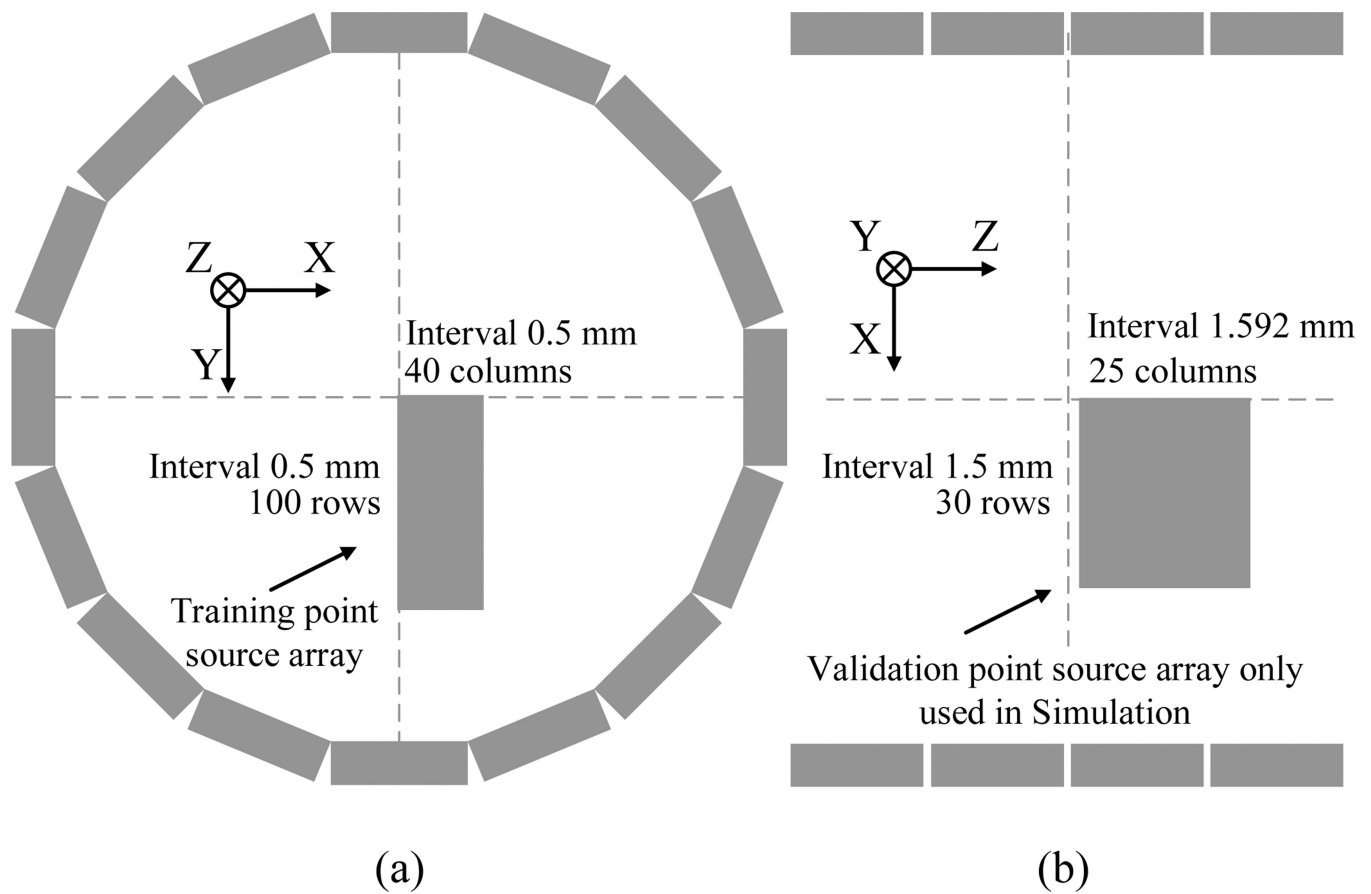 Z X
Y
Interval 0.5 mm
40 columns
Interval 0.5 mm
100 rows
Training point
source array
(a)
Y Z
X
Interval 1.592 mm
25 columns
Interval 1.5 mm
30 rows
Validation point source array only
used in Simulation
(b)